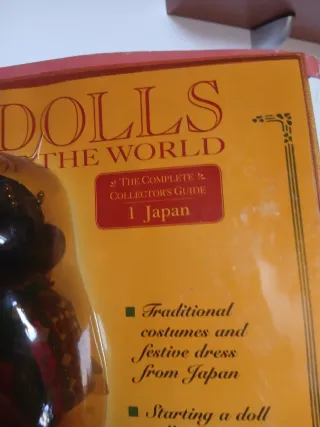 DOLLS
THE WORLD
THE COMPLETE
COLLECTOR'S GUIDE
1 Japan
Traditional
costumes and
festive dress
from Japan
Starting a doll